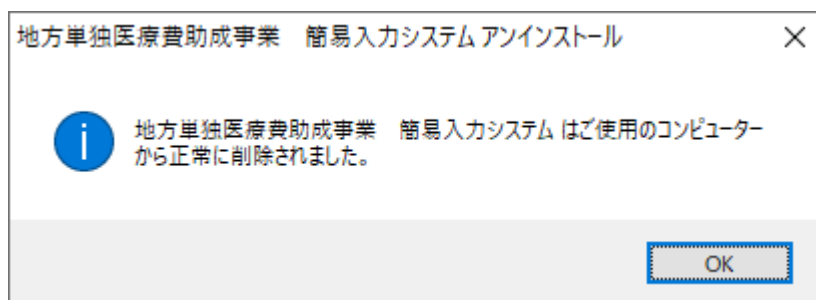 地方単独医療費助成事業　簡易入力システム アンインストール
地方単独医療費助成事業　簡易入力システム はご使用のコンピューター
から正常に削除されました。
OK